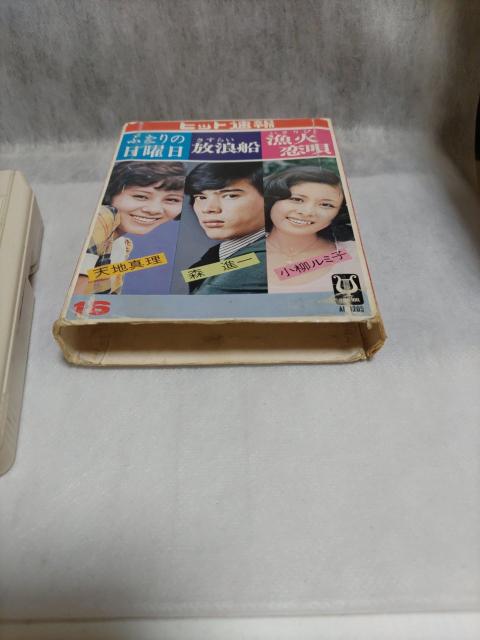 ヒット速報
ふたりの
日曜日
さすらい
放浪船
漁火
恋唄
天地真理
森 進一
小柳ルミ子
16